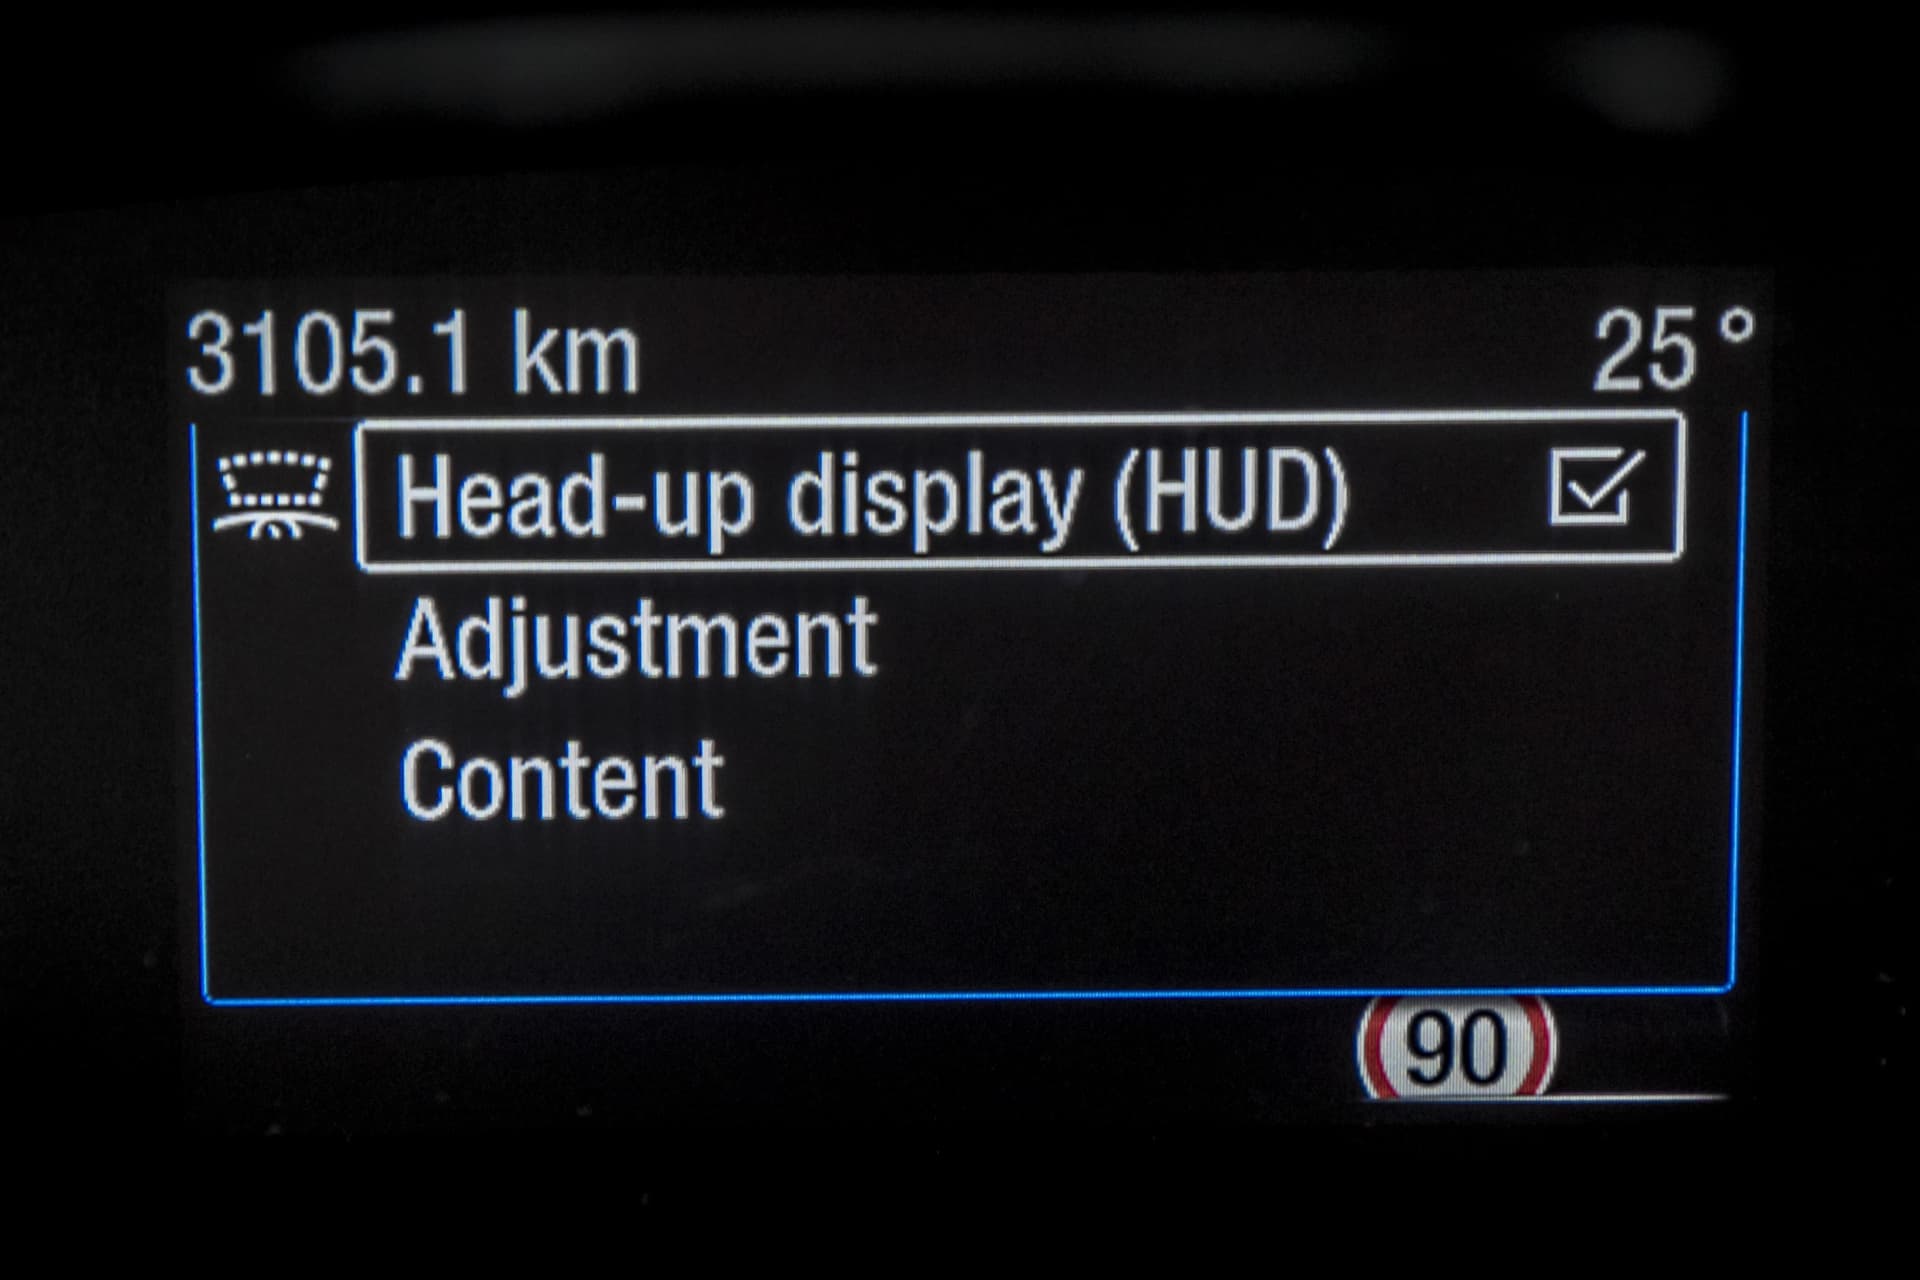 3105.1 km 25°
Head-up display (HUD)
Adjustment
Content
90